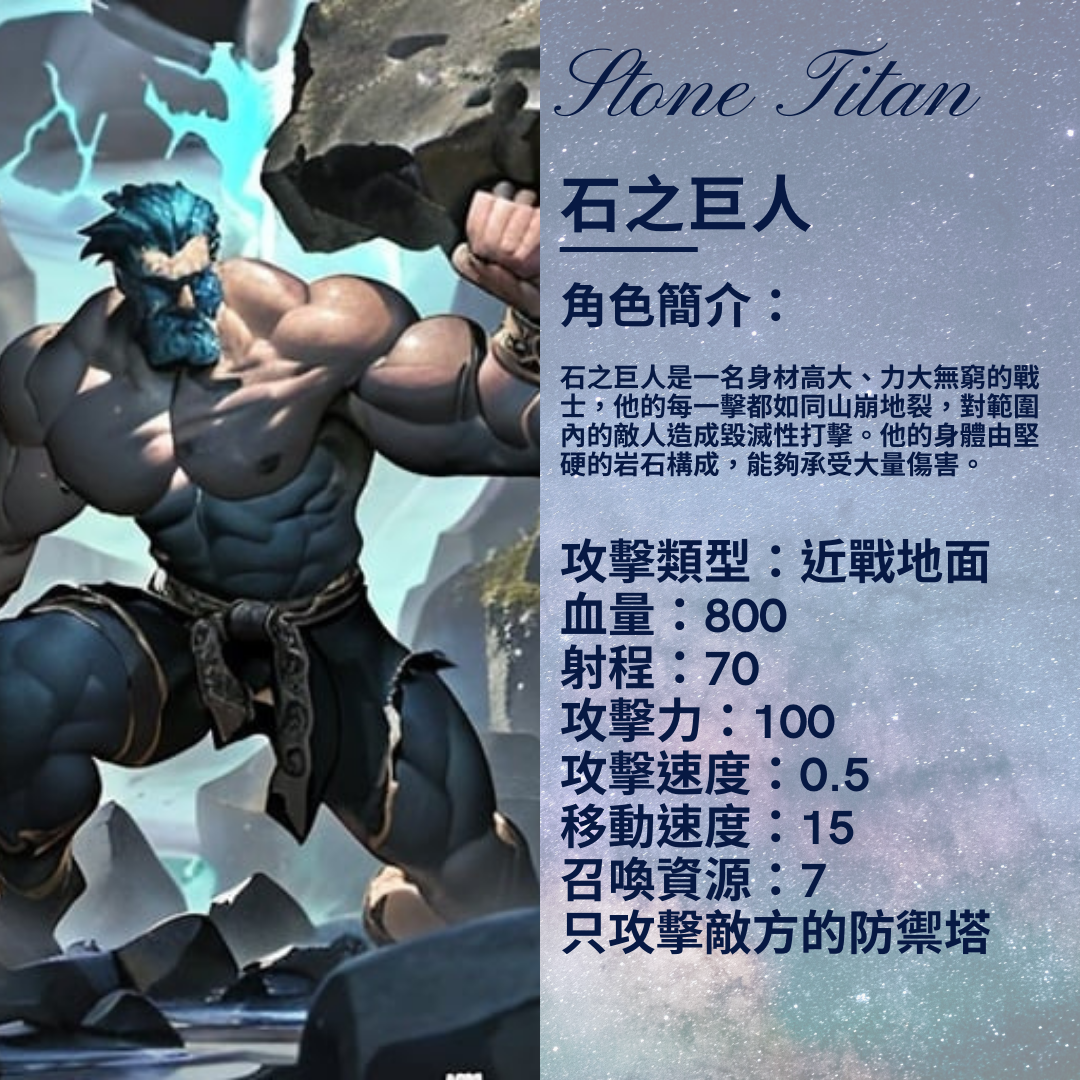 Stone Titan
石之巨人
角色簡介：
石之巨人是一名身材高大、力大無窮的戰
士，他的每一擊都如同山崩地裂，對範圍
內的敵人造成毀滅性打擊。他的身體由堅
硬的岩石構成，能夠承受大量傷害。
攻擊類型：近戰地面
血量：800
射程：70
攻擊力：100
攻擊速度：0.5
移動速度：15
召喚資源：7
只攻擊敵方的防禦塔